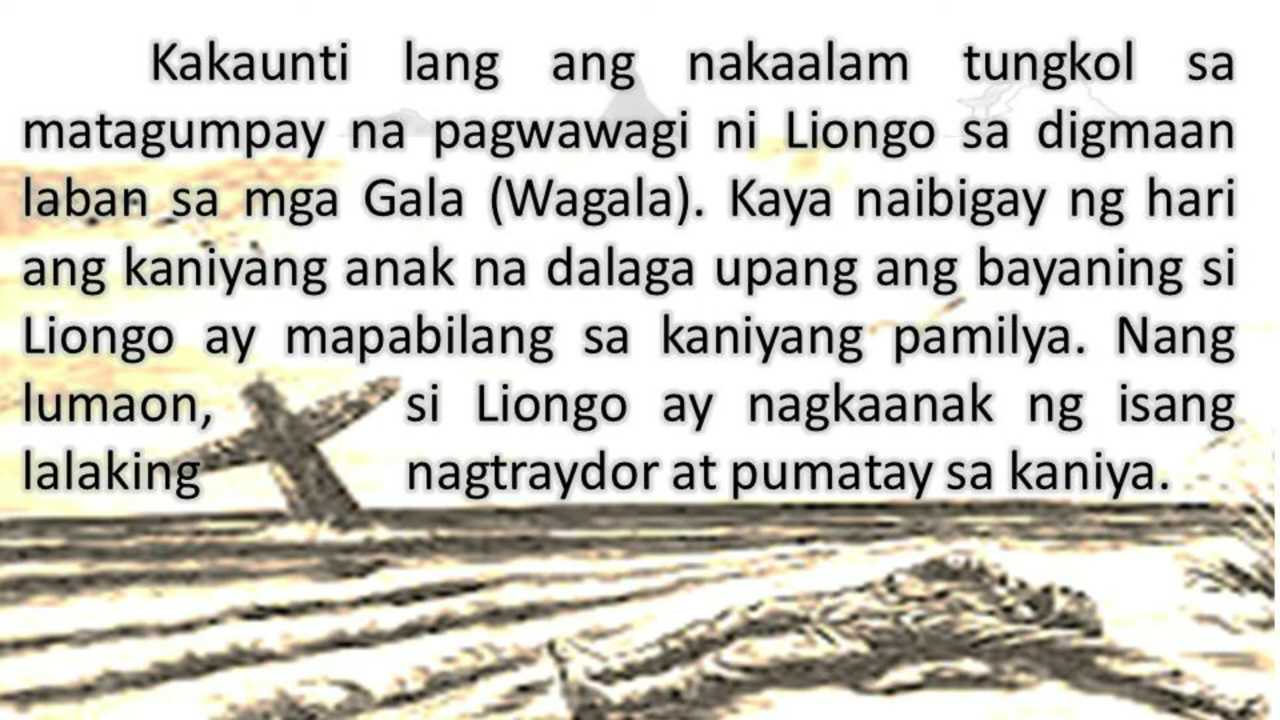 Kakaunti lang ang nakaalam tungkol sa
matagumpay na pagwawagi ni Liongo sa digmaan
laban sa mga Gala (Wagala). Kaya naibigay ng hari
ang kaniyang anak na dalaga upang ang bayaning si
Liongo ay mapabilang sa kaniyang pamilya. Nang
lumaon, si Liongo ay nagkaanak ng isang
lalaking nagtraydor at pumatay sa kaniya.